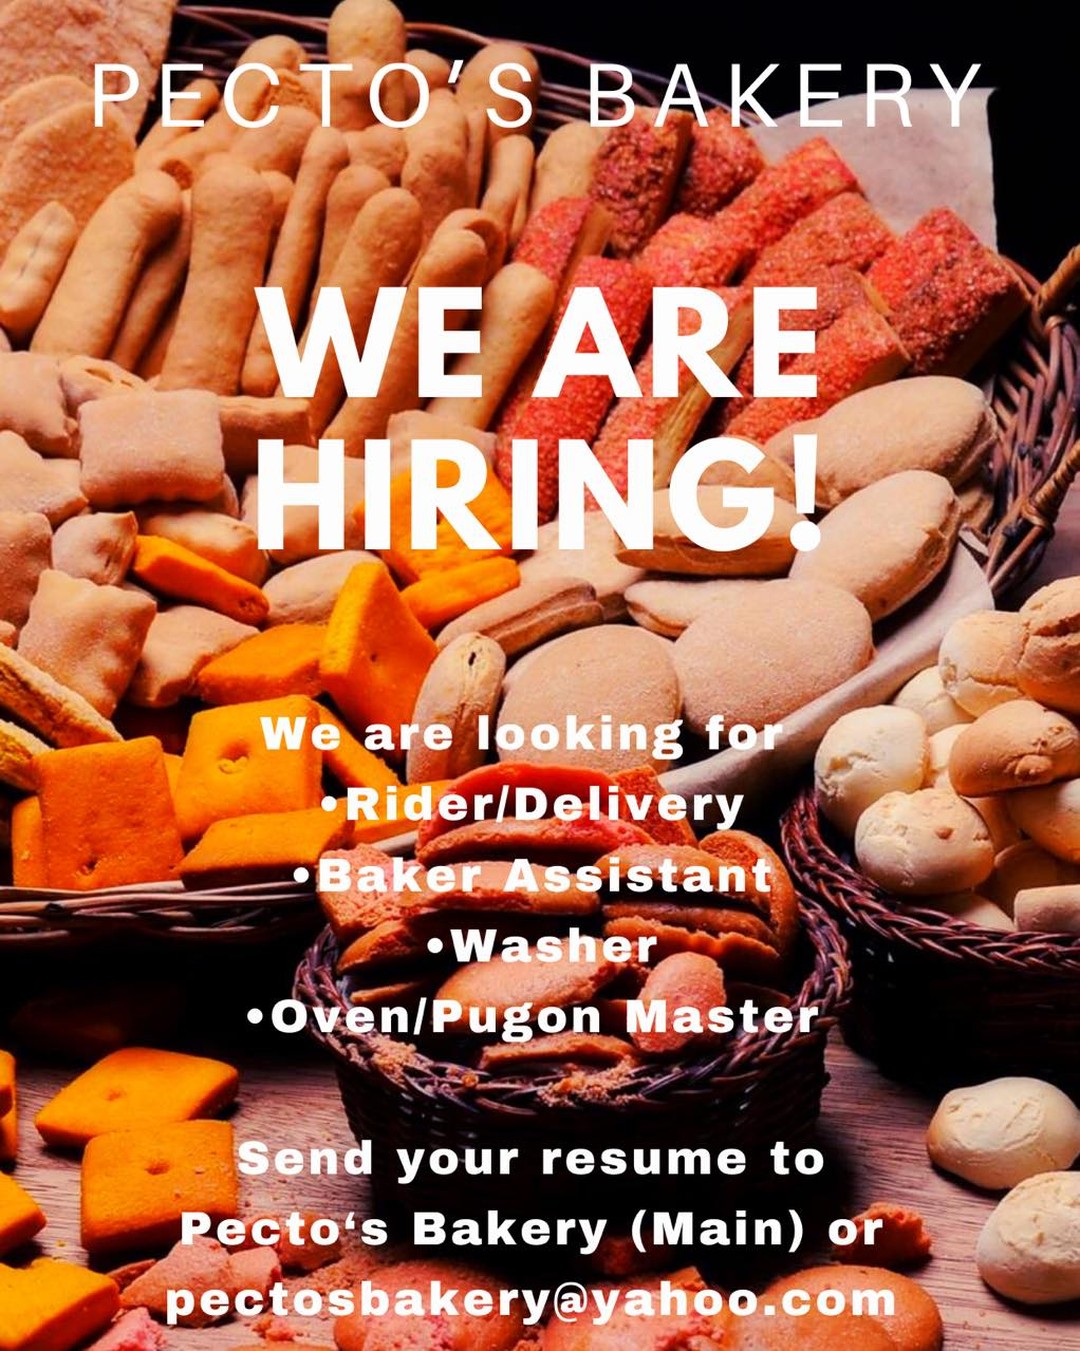 PECTO’S BAKERY
WE ARE
HIRING!
We are looking for
•Rider/Delivery
•Baker Assistant
•Washer
•Oven/Pugon Master
Send your resume to
Pecto‘s Bakery (Main) or
pectosbakery@yahoo.com